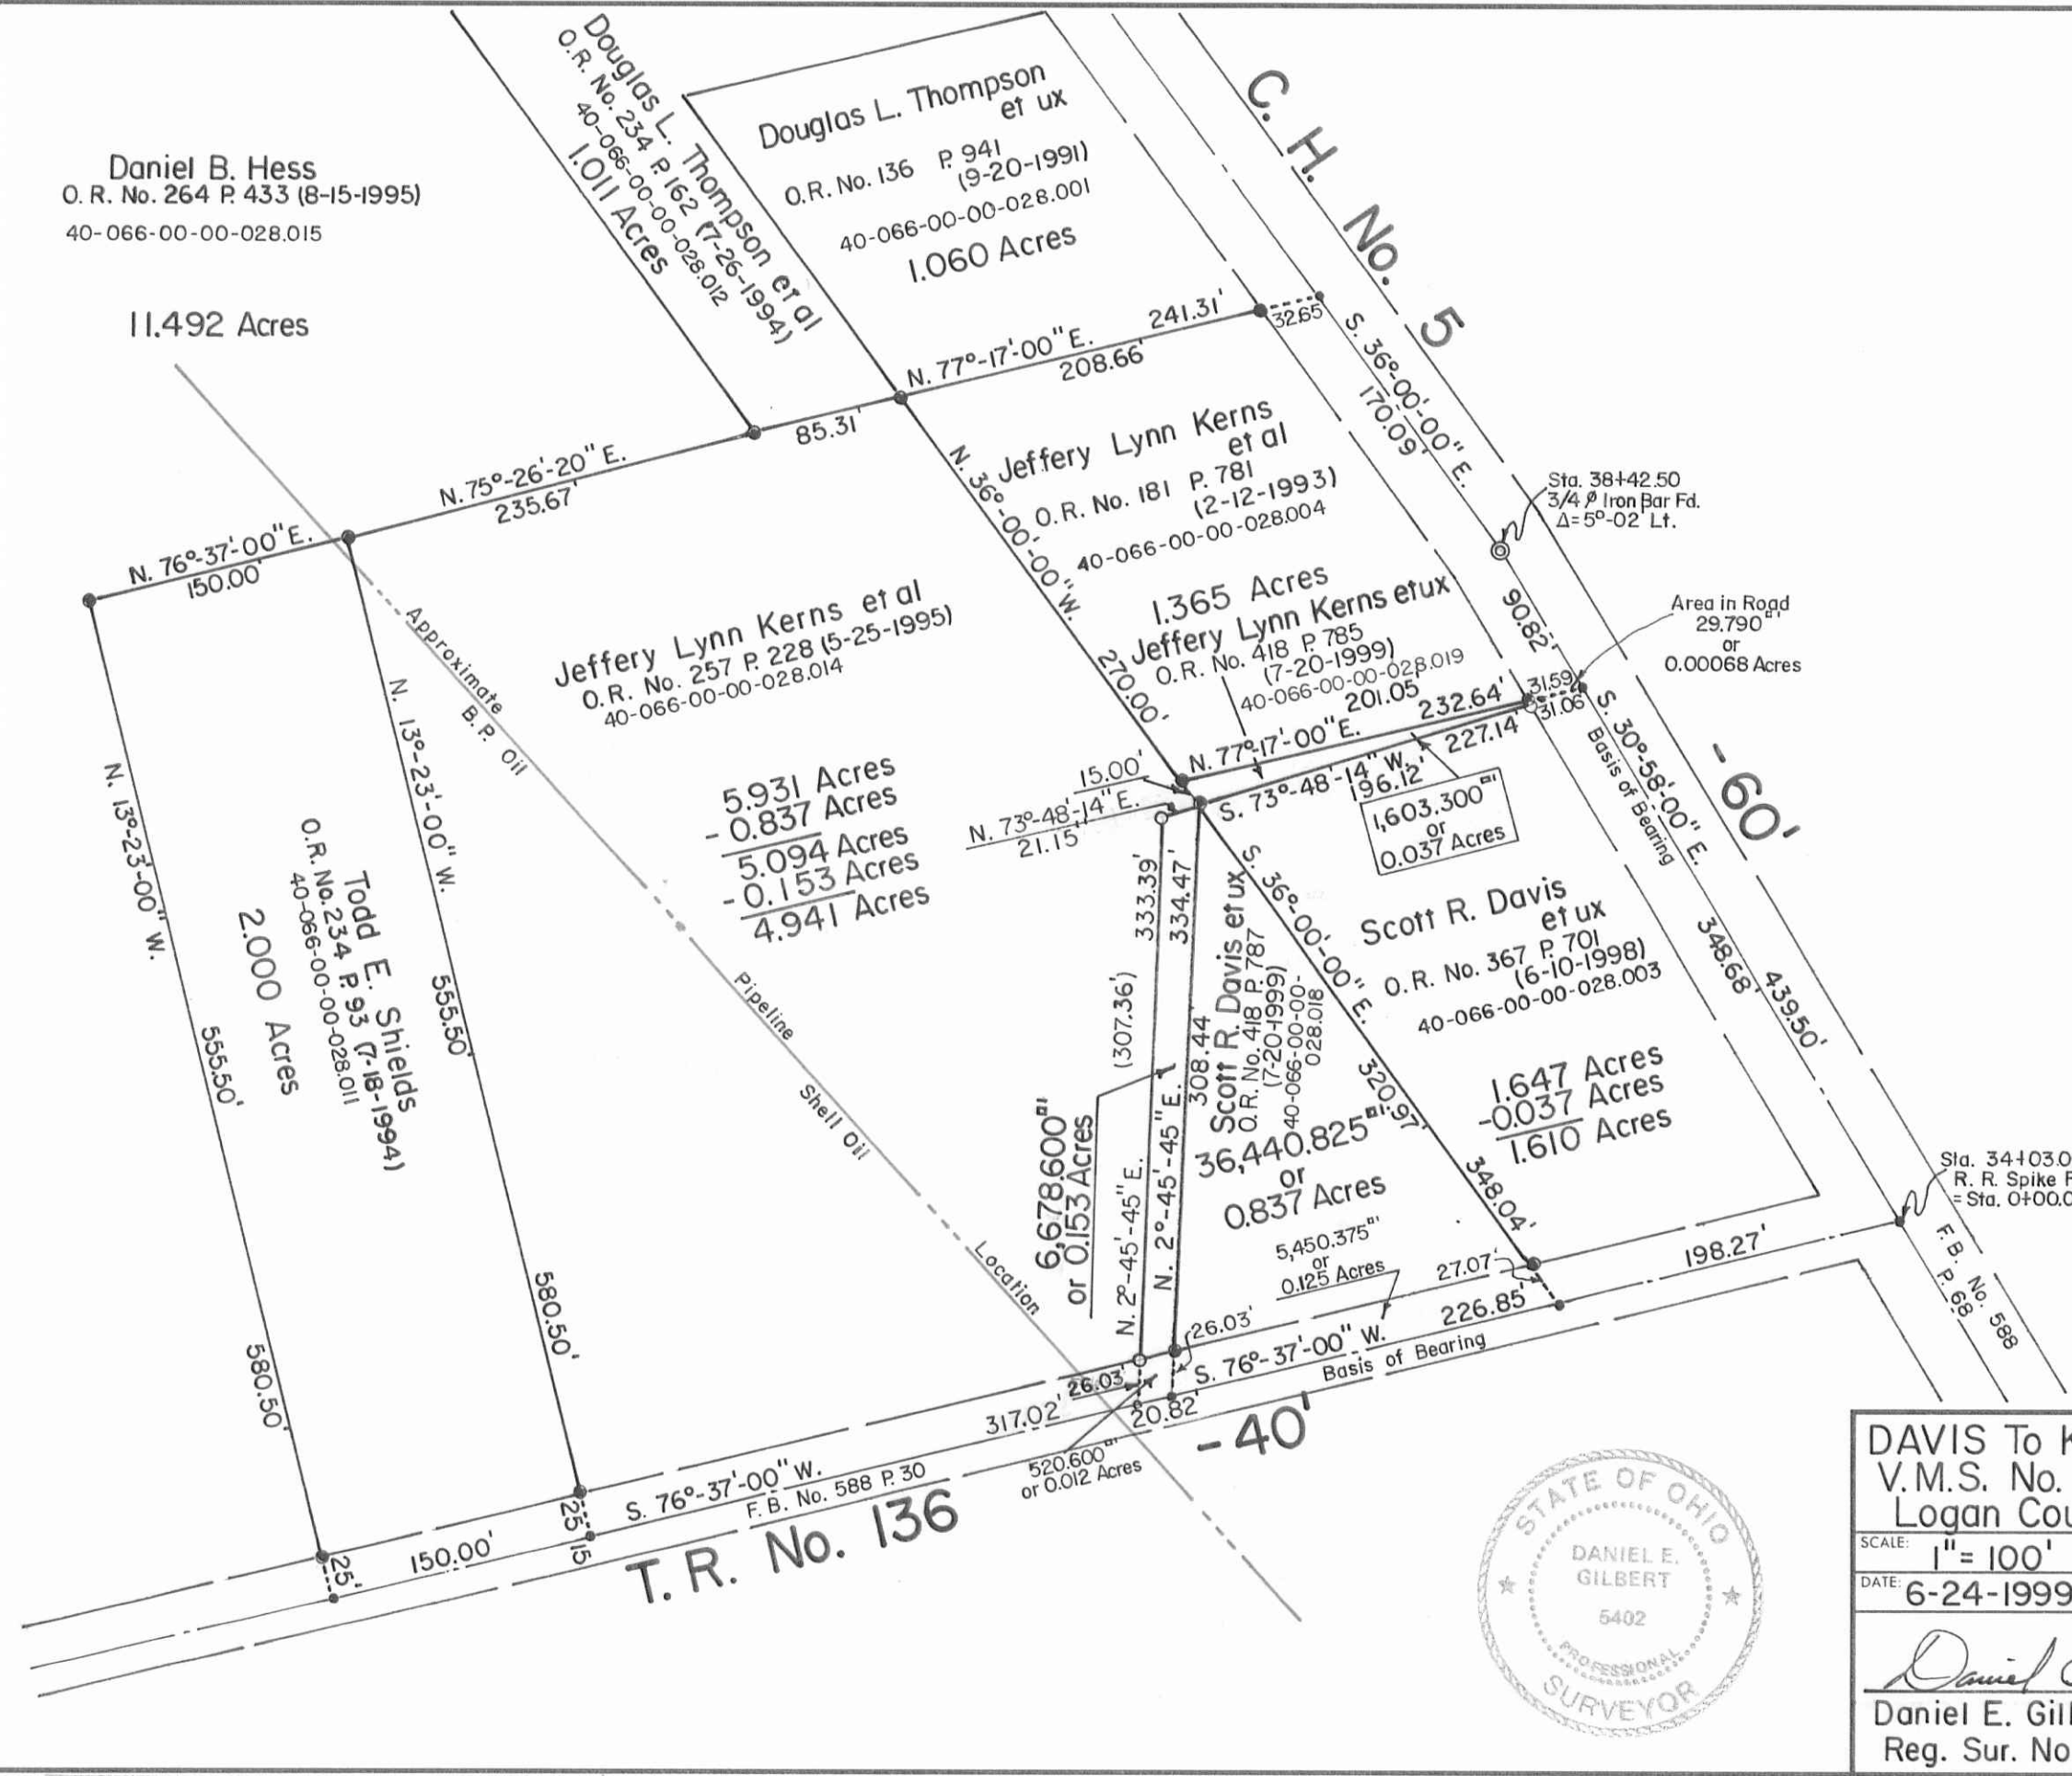 Daniel B. Hess
O. R. No. 264 P. 433 (8-15-1995)
40-066-00-00-028.015
11.492 Acres
Douglas L. Thompson et al
O.R. No. 234 P. 162 (7-26-1994)
40-066-00-00-028.012
1.011 Acres
Douglas L. Thompson
et ux
O.R. No. 136 P. 941
(9-20-1991)
40-066-00-00-028.001
1.060 Acres
C. H. No. 5
-60'
N. 77°-17'-00" E.
241.31'
208.66'
32.65
S. 36°-00'-00" E.
170.09'
85.31'
N. 75°-26'-20" E.
235.67'
N. 76°-37'-00" E.
150.00'
Jeffery Lynn Kerns
et al
O.R. No. 181 P. 781
(2-12-1993)
40-066-00-00-028.004
1.365 Acres
N. 36°-00'-00" W.
270.00'
Sta. 38+42.50
3/4 ø Iron Bar Fd.
Δ=5°-02' Lt.
90.82'
Area in Road
29.790□'
or
0.00068 Acres
Jeffery Lynn Kerns et ux
O.R. No. 418 P. 785
(7-20-1999)
40-066-00-00-028.019
201.05'
232.64'
31.59
31.06
N. 77°-17'-00" E.
S. 73°-48'-14" W.
227.14'
196.12'
1,603.300□'
or
0.037 Acres
S. 30°-58'-00" E.
Basis of Bearing
348.68'
439.50'
Jeffery Lynn Kerns et al
O.R. No. 257 P. 228 (5-25-1995)
40-066-00-00-028.014
5.931 Acres
- 0.837 Acres
5.094 Acres
- 0.153 Acres
4.941 Acres
Approximate
B.P. Oil
Pipeline
Shell Oil
Location
15.00'
N. 73°-48'-14" E.
21.15'
N. 13°-23'-00" W.
555.50'
580.50'
Todd E. Shields
O.R. No. 234 P. 93 (7-18-1994)
40-066-00-00-028.011
2.000 Acres
N. 13°-23'-00" W.
555.50'
580.50'
333.39'
(307.36')
N. 2°-45'-45" E.
334.47'
308.44'
N. 2°-45'-45" E.
6,678.600□'
or 0.153 Acres
Scott R. Davis et ux
O.R. No. 418 P. 787
(7-20-1999)
40-066-00-00-
028.018
36,440.825□'
or
0.837 Acres
5,450.375□'
or
0.125 Acres
S. 36°-00'-00" E.
320.97'
348.04'
Scott R. Davis
et ux
O.R. No. 367 P. 701
(6-10-1998)
40-066-00-00-028.003
1.647 Acres
-0.037 Acres
1.610 Acres
Sta. 34+03.0
R. R. Spike F
= Sta. 0+00.0
F. B. No. 588
P. 68
198.27'
27.07'
226.85'
26.03'
S. 76°-37'-00" W.
Basis of Bearing
26.03'
317.02'
20.82'
-40'
520.600□'
or 0.012 Acres
S. 76°-37'-00" W.
F. B. No. 588 P. 30
T. R. No. 136
25'
15
150.00'
25'
STATE OF OHIO
DANIEL E.
GILBERT
5402
PROFESSIONAL
SURVEYOR
DAVIS To K
V.M.S. No.
Logan Cou
SCALE: 1"= 100'
DATE: 6-24-1999
Daniel
Daniel E. Gil
Reg. Sur. No